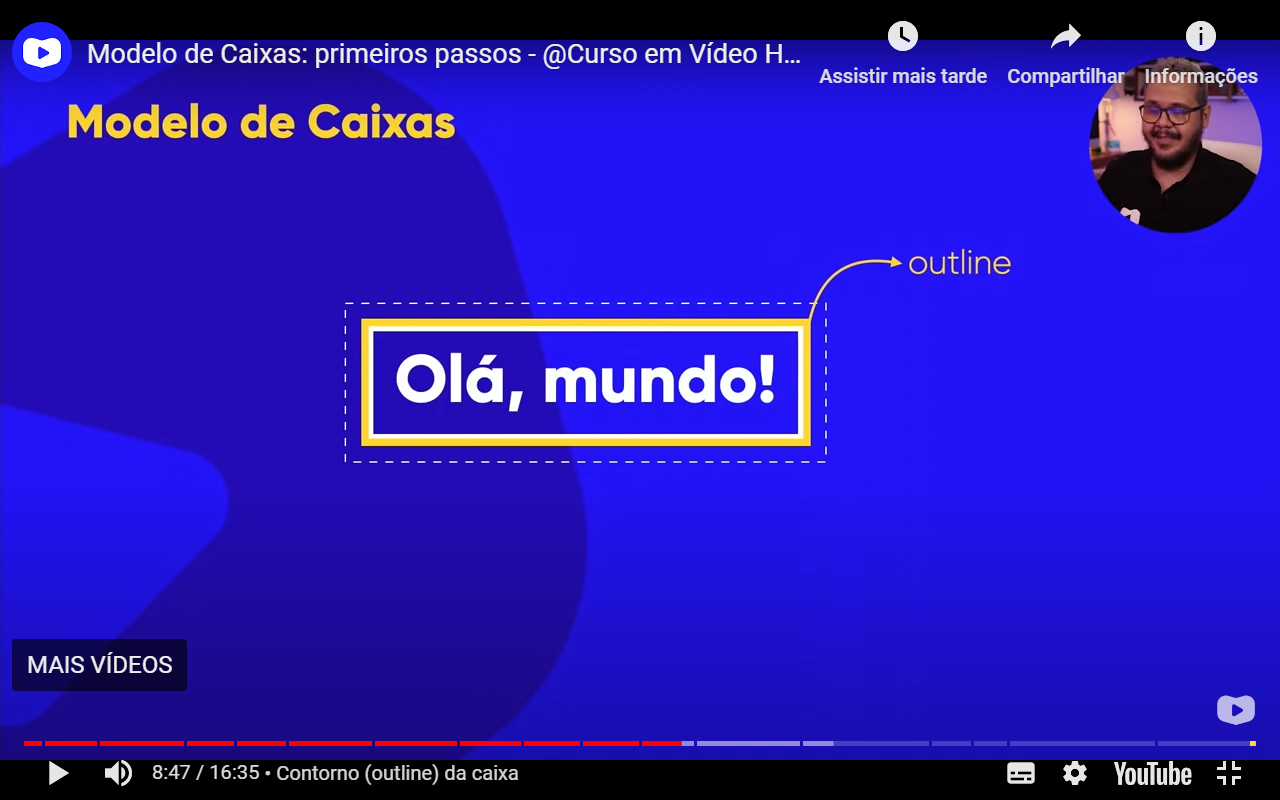 Modelo de Caixas: primeiros passos - @Curso em Vídeo H...
Assistir mais tarde
Compartilhar
Informações
Modelo de Caixas
outline
Olá, mundo!
MAIS VÍDEOS
8:47 / 16:35 • Contorno (outline) da caixa
YouTube